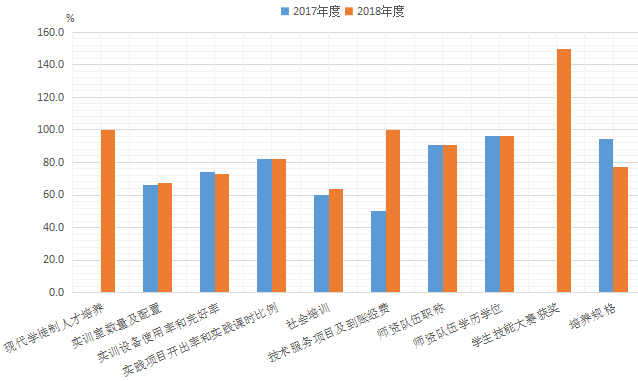 2017年度 2018年度
%
160.0
140.0
120.0
100.0
80.0
60.0
40.0
20.0
0.0
现代学徒制人才培养
实训室数量及配置
实训设备使用率和完好率
实践项目开出率和实践课时比例
社会培训
技术服务项目及到账经费
师资队伍职称
师资队伍学历学位
学生技能大赛获奖
培养规格